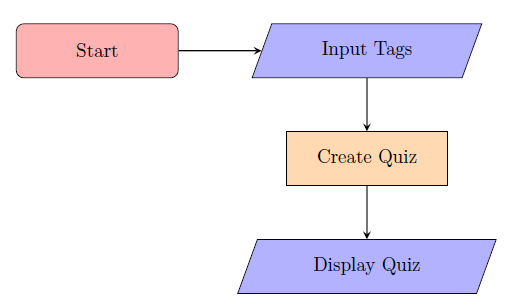 Start
Input Tags
Create Quiz
Display Quiz